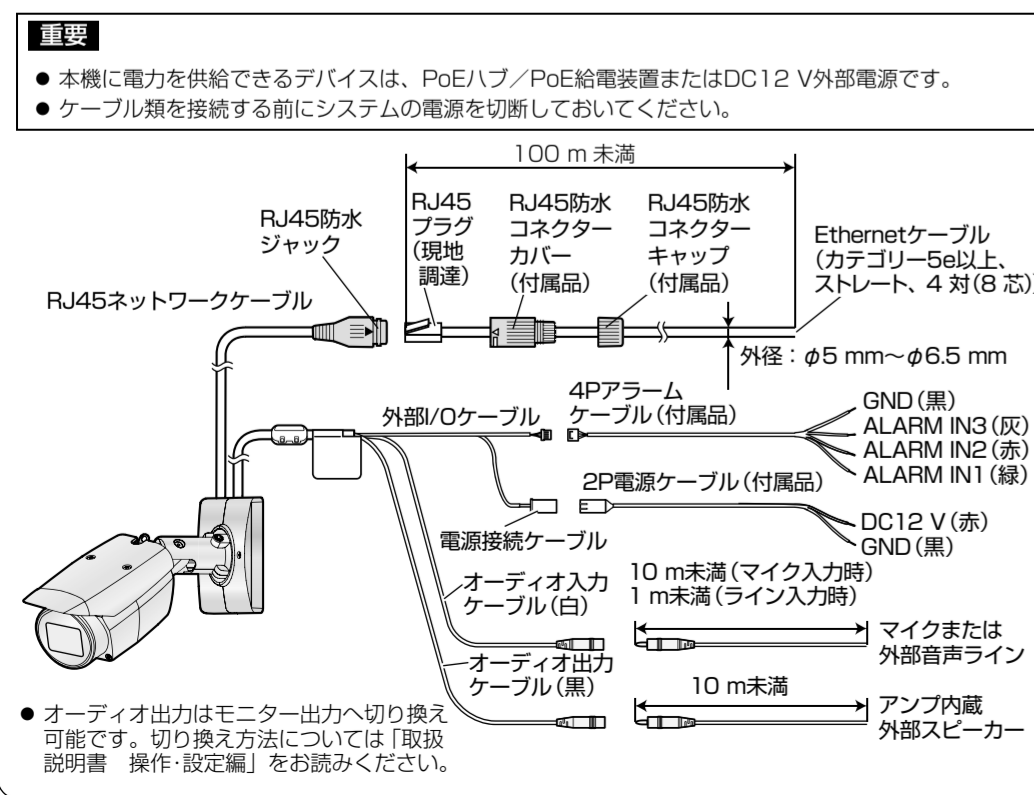 重要
● 本機に電力を供給できるデバイスは、PoEハブ／PoE給電装置またはDC12 V外部電源です。
● ケーブル類を接続する前にシステムの電源を切断しておいてください。
100 m 未満
RJ45防水
ジャック
RJ45
プラグ
(現地
調達)
RJ45防水
コネクター
カバー
(付属品)
RJ45防水
コネクター
キャップ
(付属品)
Ethernetケーブル
(カテゴリー5e以上、
ストレート、4 対(8 芯))
RJ45ネットワークケーブル
外径：φ5 mm～φ6.5 mm
外部I/Oケーブル
4Pアラーム
ケーブル(付属品)
GND(黒)
ALARM IN3(灰)
ALARM IN2(赤)
ALARM IN1(緑)
2P電源ケーブル(付属品)
電源接続ケーブル
DC12 V(赤)
GND(黒)
オーディオ入力
ケーブル(白)
10 m未満(マイク入力時)
1 m未満(ライン入力時)
マイクまたは
外部音声ライン
オーディオ出力
ケーブル(黒)
10 m未満
アンプ内蔵
外部スピーカー
● オーディオ出力はモニター出力へ切り換え
可能です。切り換え方法については「取扱
説明書　操作・設定編」をお読みください。